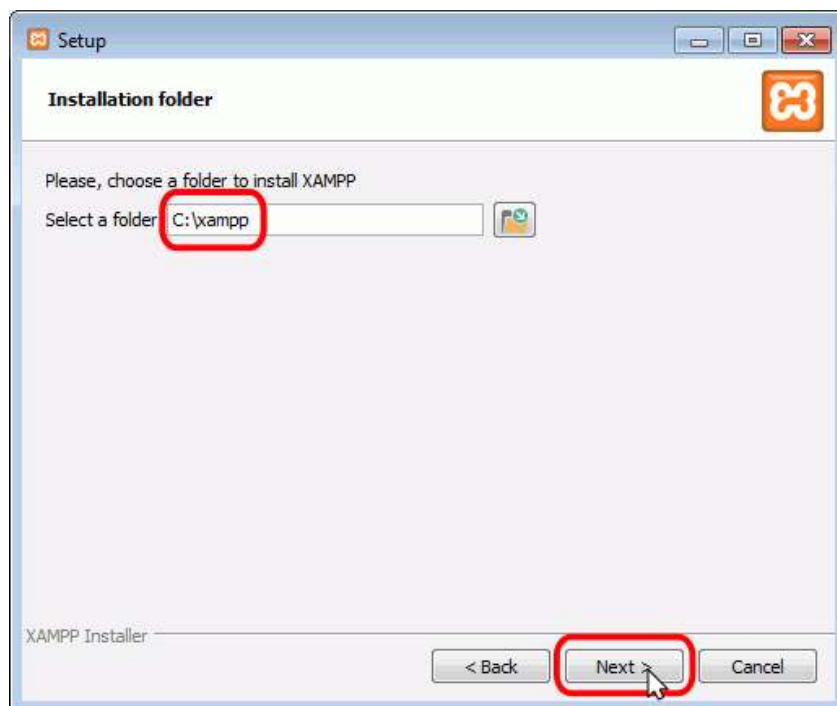 Setup
Installation folder
Please, choose a folder to install XAMPP
Select a folder C:\xampp
XAMPP Installer
< Back Next > Cancel